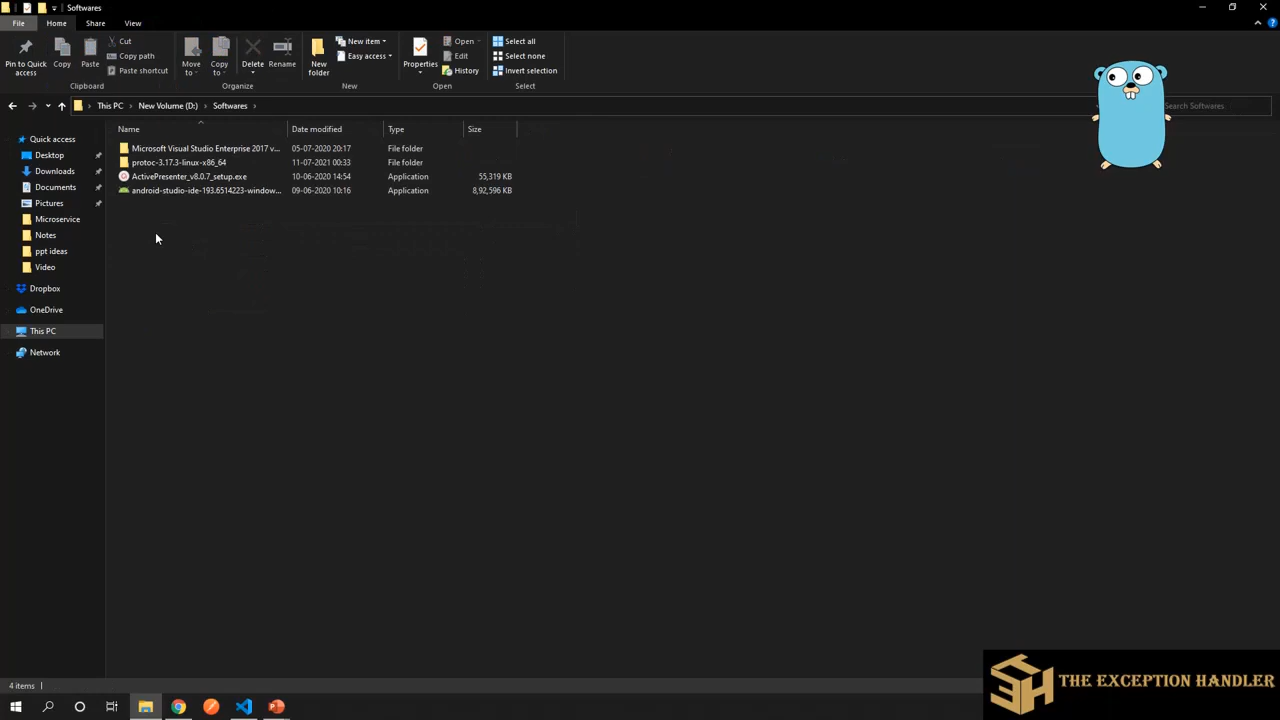 Softwares
File Home Share View
Pin to Quick access
Copy
Paste
Cut
Copy path
Paste shortcut
Clipboard
Move to
Copy to
Delete
Rename
Organize
New folder
New item
Easy access
New
Properties
Open
Edit
History
Open
Select all
Select none
Invert selection
Select
This PC > New Volume (D:) > Softwares >
Search Softwares
Name Date modified Type Size
Microsoft Visual Studio Enterprise 2017 v... 05-07-2020 20:17 File folder
protoc-3.17.3-linux-x86_64 11-07-2021 00:33 File folder
ActivePresenter_v8.0.7_setup.exe 10-06-2020 14:54 Application 55,319 KB
android-studio-ide-193.6514223-window... 09-06-2020 10:16 Application 8,92,596 KB
Quick access
Desktop
Downloads
Documents
Pictures
Microservice
Notes
ppt ideas
Video
Dropbox
OneDrive
This PC
Network
4 items
THE EXCEPTION HANDLER